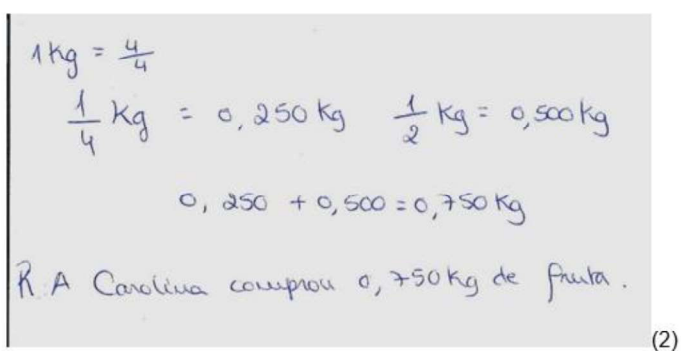 1 Kg = 4/4
1/4 Kg = 0,250 Kg 1/2 Kg = 0,500 Kg
0,250 + 0,500 = 0,750 Kg
R. A Carolina comprou 0,750 Kg de fruta.
(2)